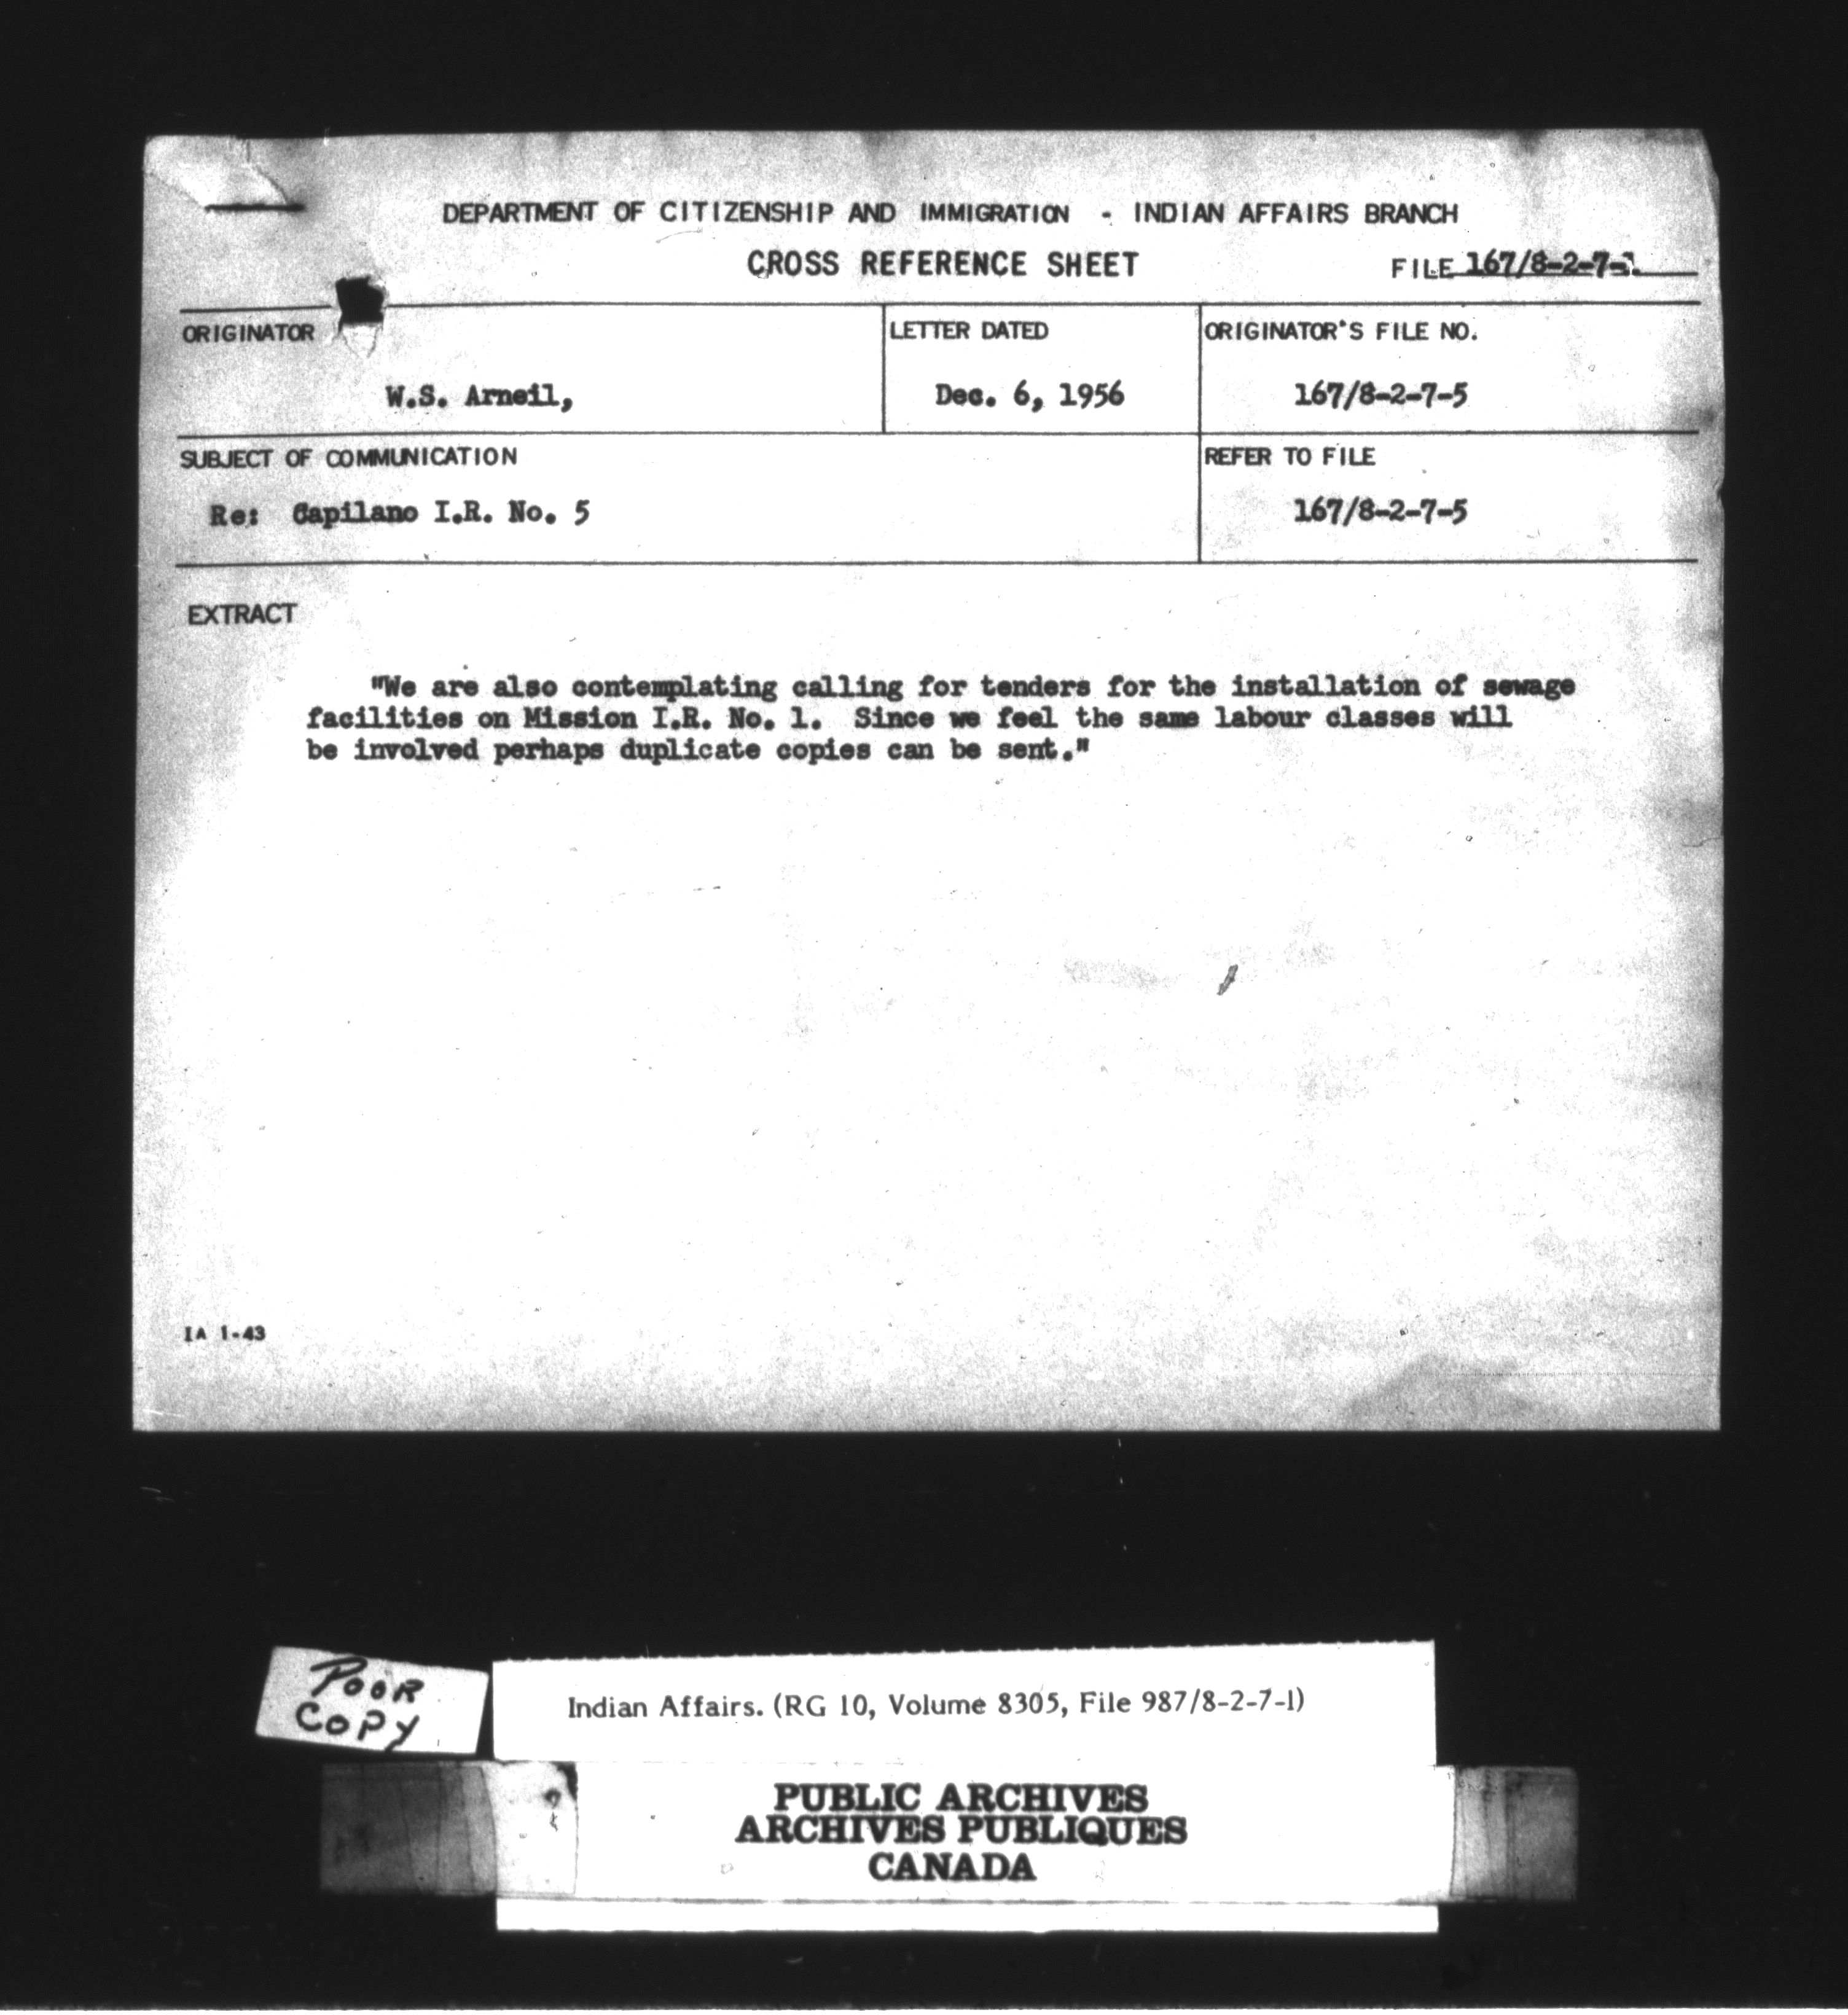 DEPARTMENT OF CITIZENSHIP AND IMMIGRATION - INDIAN AFFAIRS BRANCH
CROSS REFERENCE SHEET
FILE 167/8-2-7-1
ORIGINATOR
W.S. Arneil,
LETTER DATED
Dec. 6, 1956
ORIGINATOR'S FILE NO.
167/8-2-7-5
SUBJECT OF COMMUNICATION
Re: Capilano I.R. No. 5
REFER TO FILE
167/8-2-7-5
EXTRACT
"We are also contemplating calling for tenders for the installation of sewage
facilities on Mission I.R. No. 1. Since we feel the same labour classes will
be involved perhaps duplicate copies can be sent."
IA 1-43
POOR
COPY
Indian Affairs. (RG 10, Volume 8305, File 987/8-2-7-1)
PUBLIC ARCHIVES
ARCHIVES PUBLIQUES
CANADA